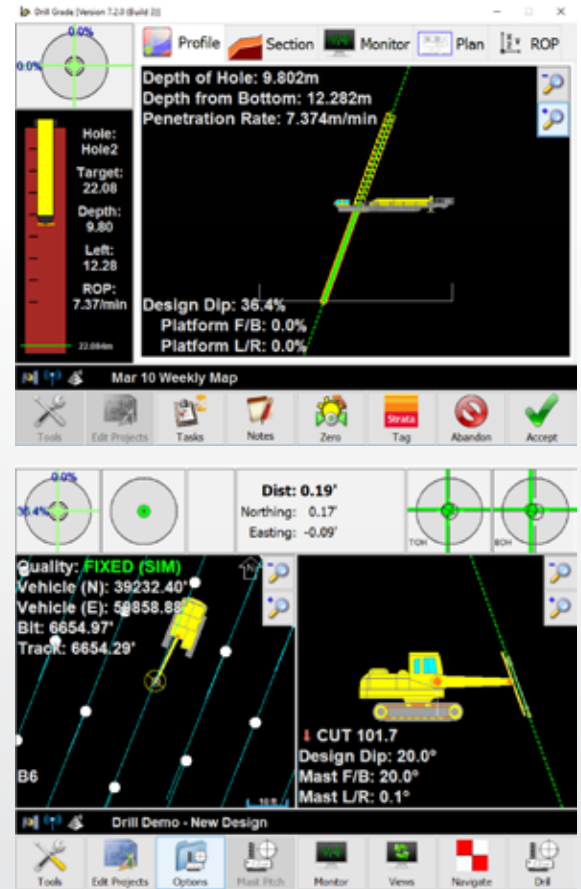 Drill Grade [Version 7.2.0 (Build 2)]
0.0%
0.0%
Profile
Section
Monitor
Plan
ROP
Hole:
Hole2
Target:
22.08
Depth:
9.80
Left:
12.28
ROP:
7.37/min
22.084m
Depth of Hole: 9.802m
Depth from Bottom: 12.282m
Penetration Rate: 7.374m/min
Design Dip: 36.4%
Platform F/B: 0.0%
Platform L/R: 0.0%
Mar 10 Weekly Map
Tools
Edit Projects
Tasks
Notes
Zero
Strata
Tag
Abandon
Accept
0.0%
36.4%
Dist: 0.19'
Northing: 0.17'
Easting: -0.09'
TOH
BOH
Quality: FIXED (SIM)
Vehicle (N): 39232.40'
Vehicle (E): 59858.88'
Bit: 6654.97'
Track: 6654.29'
N
B6
10 ft
CUT 101.7
Design Dip: 20.0°
Mast F/B: 20.0°
Mast L/R: 0.1°
Drill Demo - New Design
Tools
Edit Projects
Options
Mast Pitch
Monitor
Views
Navigate
Drill